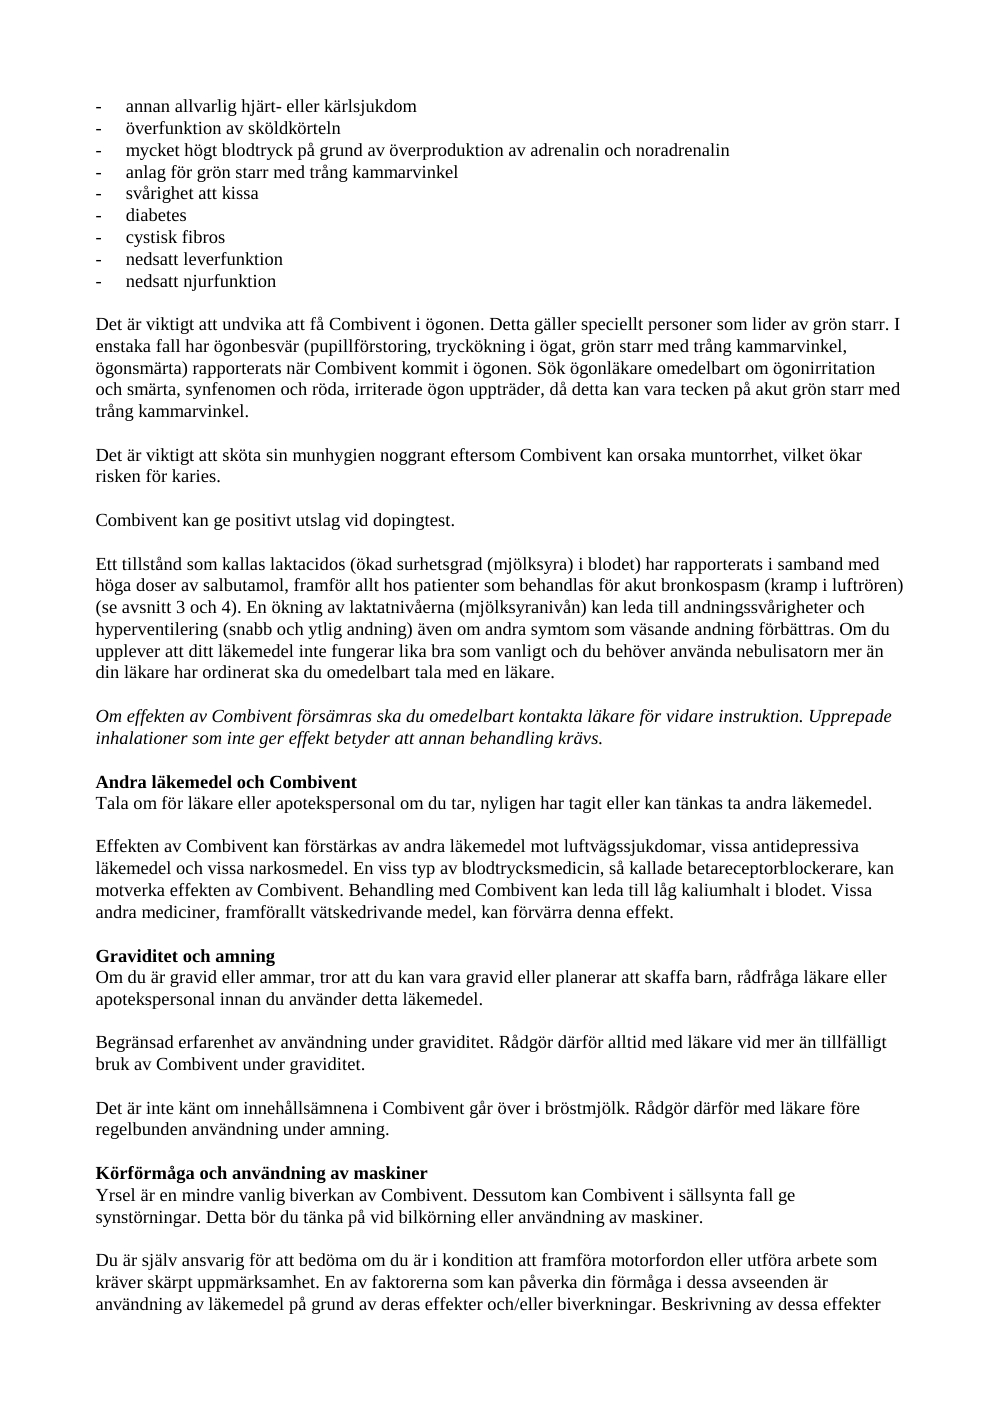 - annan allvarlig hjärt- eller kärlsjukdom
- överfunktion av sköldkörteln
- mycket högt blodtryck på grund av överproduktion av adrenalin och noradrenalin
- anlag för grön starr med trång kammarvinkel
- svårighet att kissa
- diabetes
- cystisk fibros
- nedsatt leverfunktion
- nedsatt njurfunktion
Det är viktigt att undvika att få Combivent i ögonen. Detta gäller speciellt personer som lider av grön starr. I
enstaka fall har ögonbesvär (pupillförstoring, tryckökning i ögat, grön starr med trång kammarvinkel,
ögonsmärta) rapporterats när Combivent kommit i ögonen. Sök ögonläkare omedelbart om ögonirritation
och smärta, synfenomen och röda, irriterade ögon uppträder, då detta kan vara tecken på akut grön starr med
trång kammarvinkel.
Det är viktigt att sköta sin munhygien noggrant eftersom Combivent kan orsaka muntorrhet, vilket ökar
risken för karies.
Combivent kan ge positivt utslag vid dopingtest.
Ett tillstånd som kallas laktacidos (ökad surhetsgrad (mjölksyra) i blodet) har rapporterats i samband med
höga doser av salbutamol, framför allt hos patienter som behandlas för akut bronkospasm (kramp i luftrören)
(se avsnitt 3 och 4). En ökning av laktatnivåerna (mjölksyranivån) kan leda till andningssvårigheter och
hyperventilering (snabb och ytlig andning) även om andra symtom som väsande andning förbättras. Om du
upplever att ditt läkemedel inte fungerar lika bra som vanligt och du behöver använda nebulisatorn mer än
din läkare har ordinerat ska du omedelbart tala med en läkare.
Om effekten av Combivent försämras ska du omedelbart kontakta läkare för vidare instruktion. Upprepade
inhalationer som inte ger effekt betyder att annan behandling krävs.
Andra läkemedel och Combivent
Tala om för läkare eller apotekspersonal om du tar, nyligen har tagit eller kan tänkas ta andra läkemedel.
Effekten av Combivent kan förstärkas av andra läkemedel mot luftvägssjukdomar, vissa antidepressiva
läkemedel och vissa narkosmedel. En viss typ av blodtrycksmedicin, så kallade betareceptorblockerare, kan
motverka effekten av Combivent. Behandling med Combivent kan leda till låg kaliumhalt i blodet. Vissa
andra mediciner, framförallt vätskedrivande medel, kan förvärra denna effekt.
Graviditet och amning
Om du är gravid eller ammar, tror att du kan vara gravid eller planerar att skaffa barn, rådfråga läkare eller
apotekspersonal innan du använder detta läkemedel.
Begränsad erfarenhet av användning under graviditet. Rådgör därför alltid med läkare vid mer än tillfälligt
bruk av Combivent under graviditet.
Det är inte känt om innehållsämnena i Combivent går över i bröstmjölk. Rådgör därför med läkare före
regelbunden användning under amning.
Körförmåga och användning av maskiner
Yrsel är en mindre vanlig biverkan av Combivent. Dessutom kan Combivent i sällsynta fall ge
synstörningar. Detta bör du tänka på vid bilkörning eller användning av maskiner.
Du är själv ansvarig för att bedöma om du är i kondition att framföra motorfordon eller utföra arbete som
kräver skärpt uppmärksamhet. En av faktorerna som kan påverka din förmåga i dessa avseenden är
användning av läkemedel på grund av deras effekter och/eller biverkningar. Beskrivning av dessa effekter